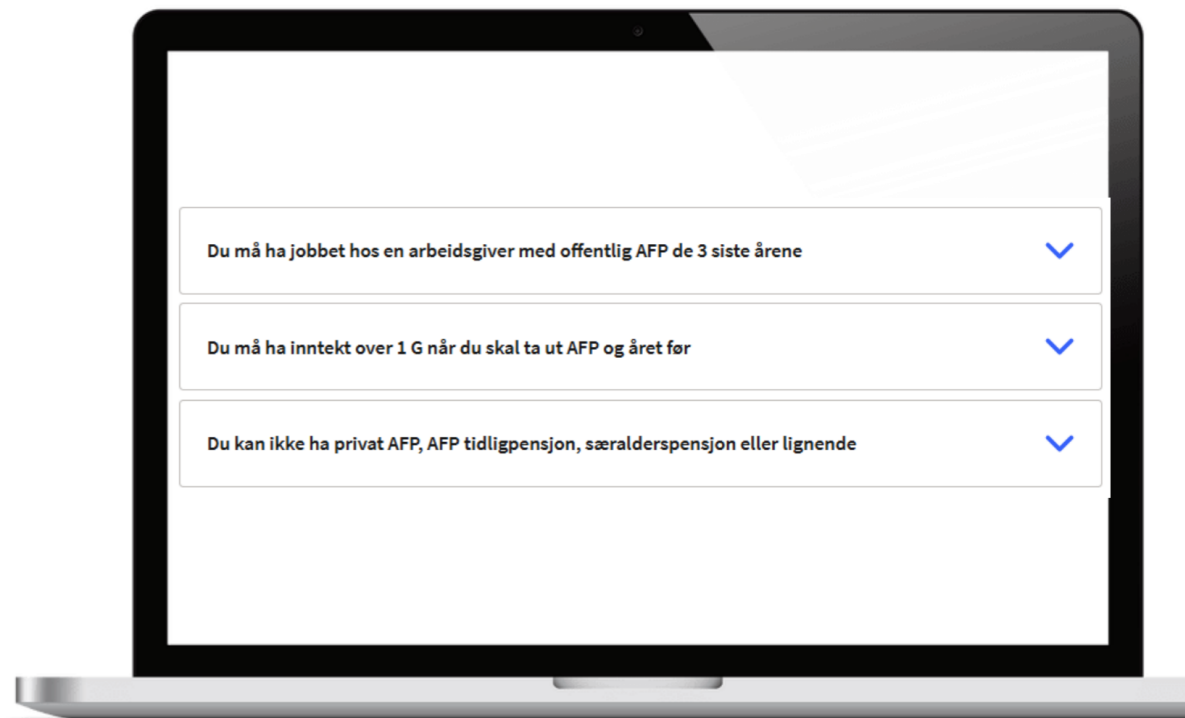 Du må ha jobbet hos en arbeidsgiver med offentlig AFP de 3 siste årene
Du må ha inntekt over 1 G når du skal ta ut AFP og året før
Du kan ikke ha privat AFP, AFP tidligpensjon, særalderspensjon eller lignende